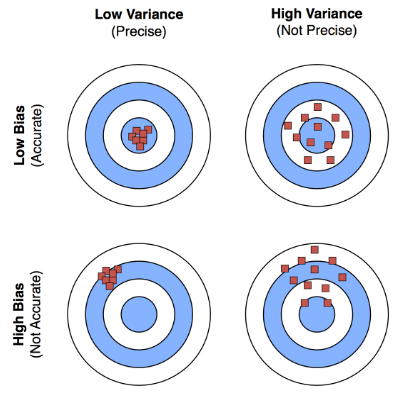 Low Variance
(Precise)
High Variance
(Not Precise)
Low Bias
(Accurate)
High Bias
(Not Accurate)